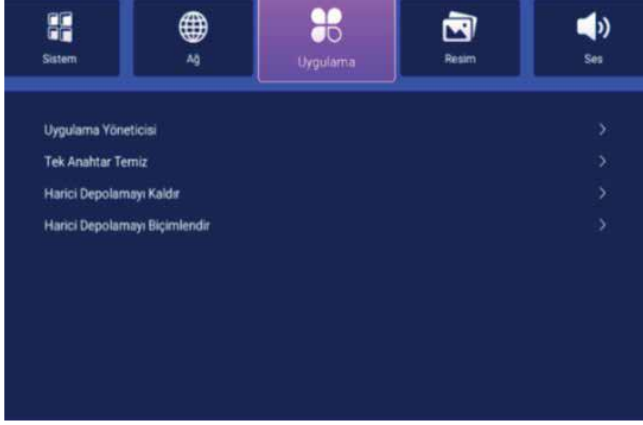 Sistem
Ağ
Uygulama
Resim
Ses
Uygulama Yöneticisi
Tek Anahtar Temiz
Harici Depolamayı Kaldır
Harici Depolamayı Biçimlendir